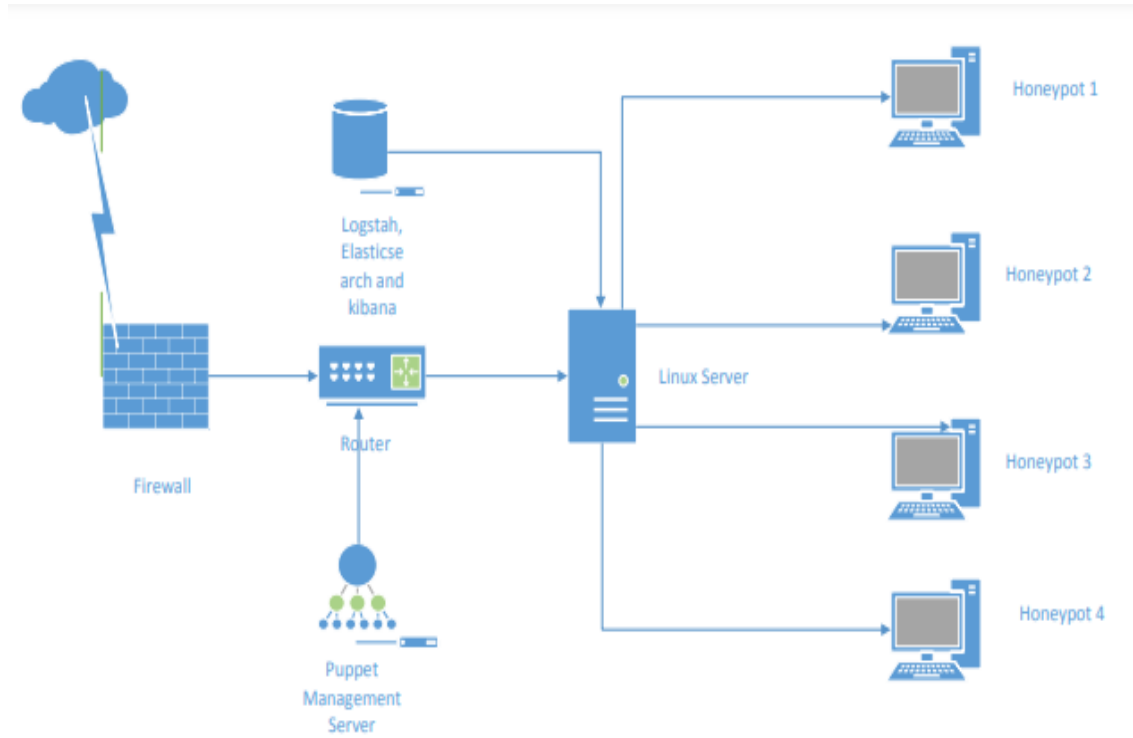 Honeypot 1
Logstah,
Elasticse
arch and
kibana
Honeypot 2
Linux Server
Router
Firewall
Honeypot 3
Puppet
Management
Server
Honeypot 4